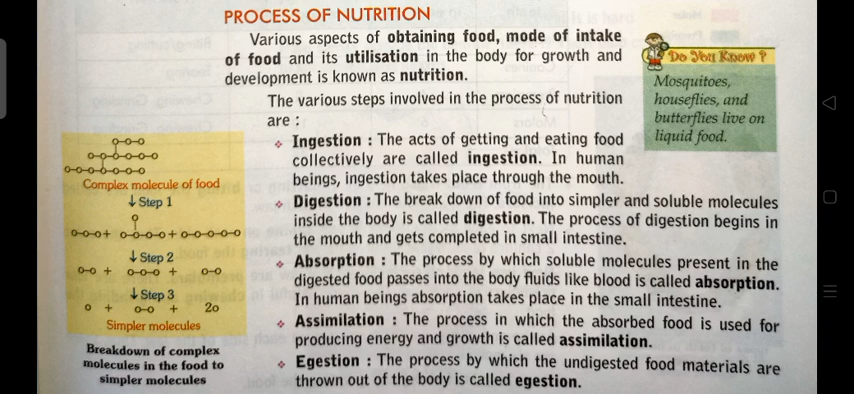 PROCESS OF NUTRITION
Various aspects of obtaining food, mode of intake
of food and its utilisation in the body for growth and
development is known as nutrition.
The various steps involved in the process of nutrition
are :
❖ Ingestion : The acts of getting and eating food
collectively are called ingestion. In human
beings, ingestion takes place through the mouth.
❖ Digestion : The break down of food into simpler and soluble molecules
inside the body is called digestion. The process of digestion begins in
the mouth and gets completed in small intestine.
❖ Absorption : The process by which soluble molecules present in the
digested food passes into the body fluids like blood is called absorption.
In human beings absorption takes place in the small intestine.
❖ Assimilation : The process in which the absorbed food is used for
producing energy and growth is called assimilation.
❖ Egestion : The process by which the undigested food materials are
thrown out of the body is called egestion.
Do You Know ?
Mosquitoes,
houseflies, and
butterflies live on
liquid food.
Complex molecule of food
↓ Step 1
↓ Step 2
↓ Step 3
Simpler molecules
Breakdown of complex
molecules in the food to
simpler molecules